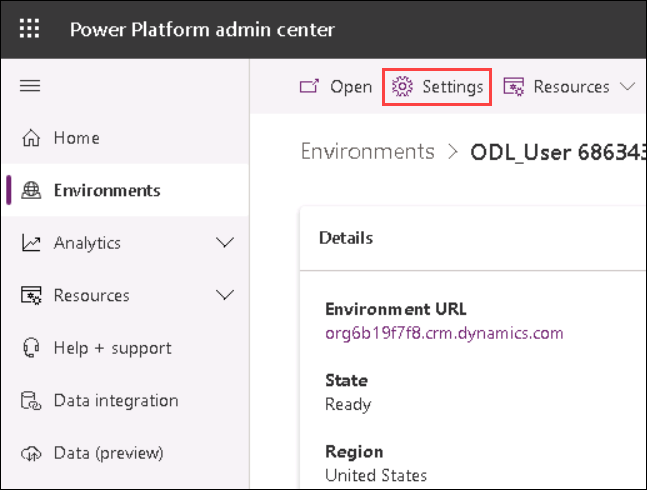 Power Platform admin center
Open Settings Resources
Home
Environments
Analytics
Resources
Help + support
Data integration
Data (preview)
Environments > ODL_User 686343
Details
Environment URL
org6b19f7f8.crm.dynamics.com
State
Ready
Region
United States